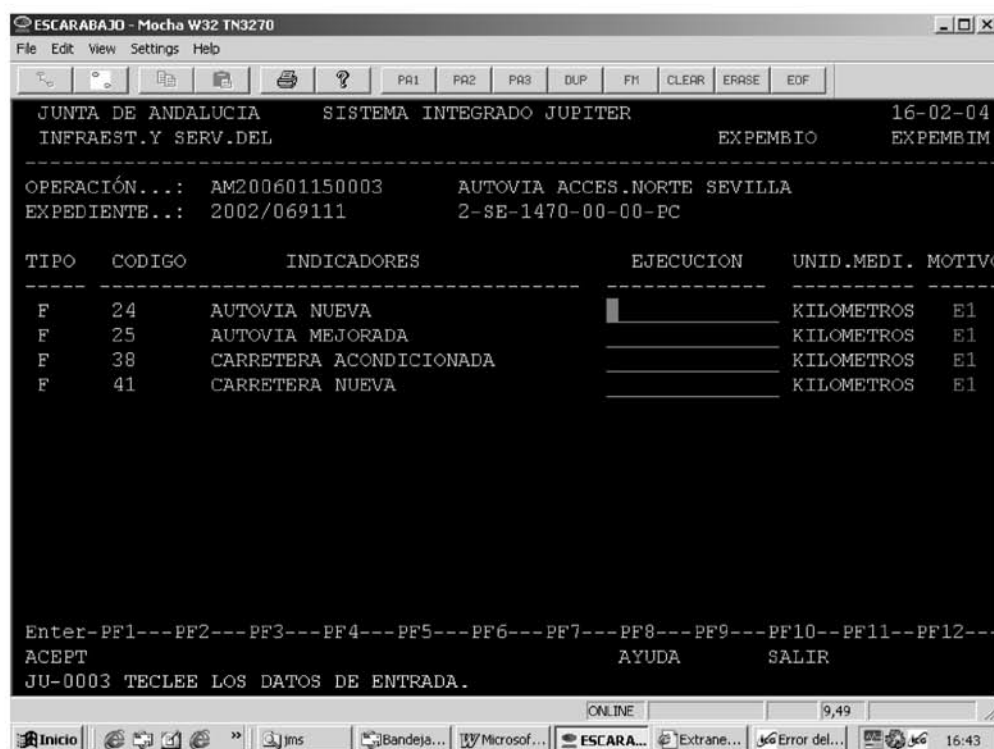 ESCARABAJO - Mocha W32 TN3270
File Edit View Settings Help
PA1 PA2 PA3 DUP FM CLEAR ERASE EOF
JUNTA DE ANDALUCIA SISTEMA INTEGRADO JUPITER 16-02-04
INFRAEST.Y SERV.DEL EXPEMBIO EXPEMBIM
OPERACIÓN...: AM200601150003 AUTOVIA ACCES.NORTE SEVILLA
EXPEDIENTE..: 2002/069111 2-SE-1470-00-00-PC
TIPO CODIGO INDICADORES EJECUCION UNID.MEDI. MOTIVO
F 24 AUTOVIA NUEVA KILOMETROS E1
F 25 AUTOVIA MEJORADA KILOMETROS E1
F 38 CARRETERA ACONDICIONADA KILOMETROS E1
F 41 CARRETERA NUEVA KILOMETROS E1
Enter-PF1---PF2---PF3---PF4---PF5---PF6---PF7---PF8---PF9---PF10--PF11--PF12---
ACEPT AYUDA SALIR
JU-0003 TECLEE LOS DATOS DE ENTRADA.
ONLINE 9,49
Inicio » jms Bandeja... Microsof... ESCARA... Extrane... Error del... 16:43